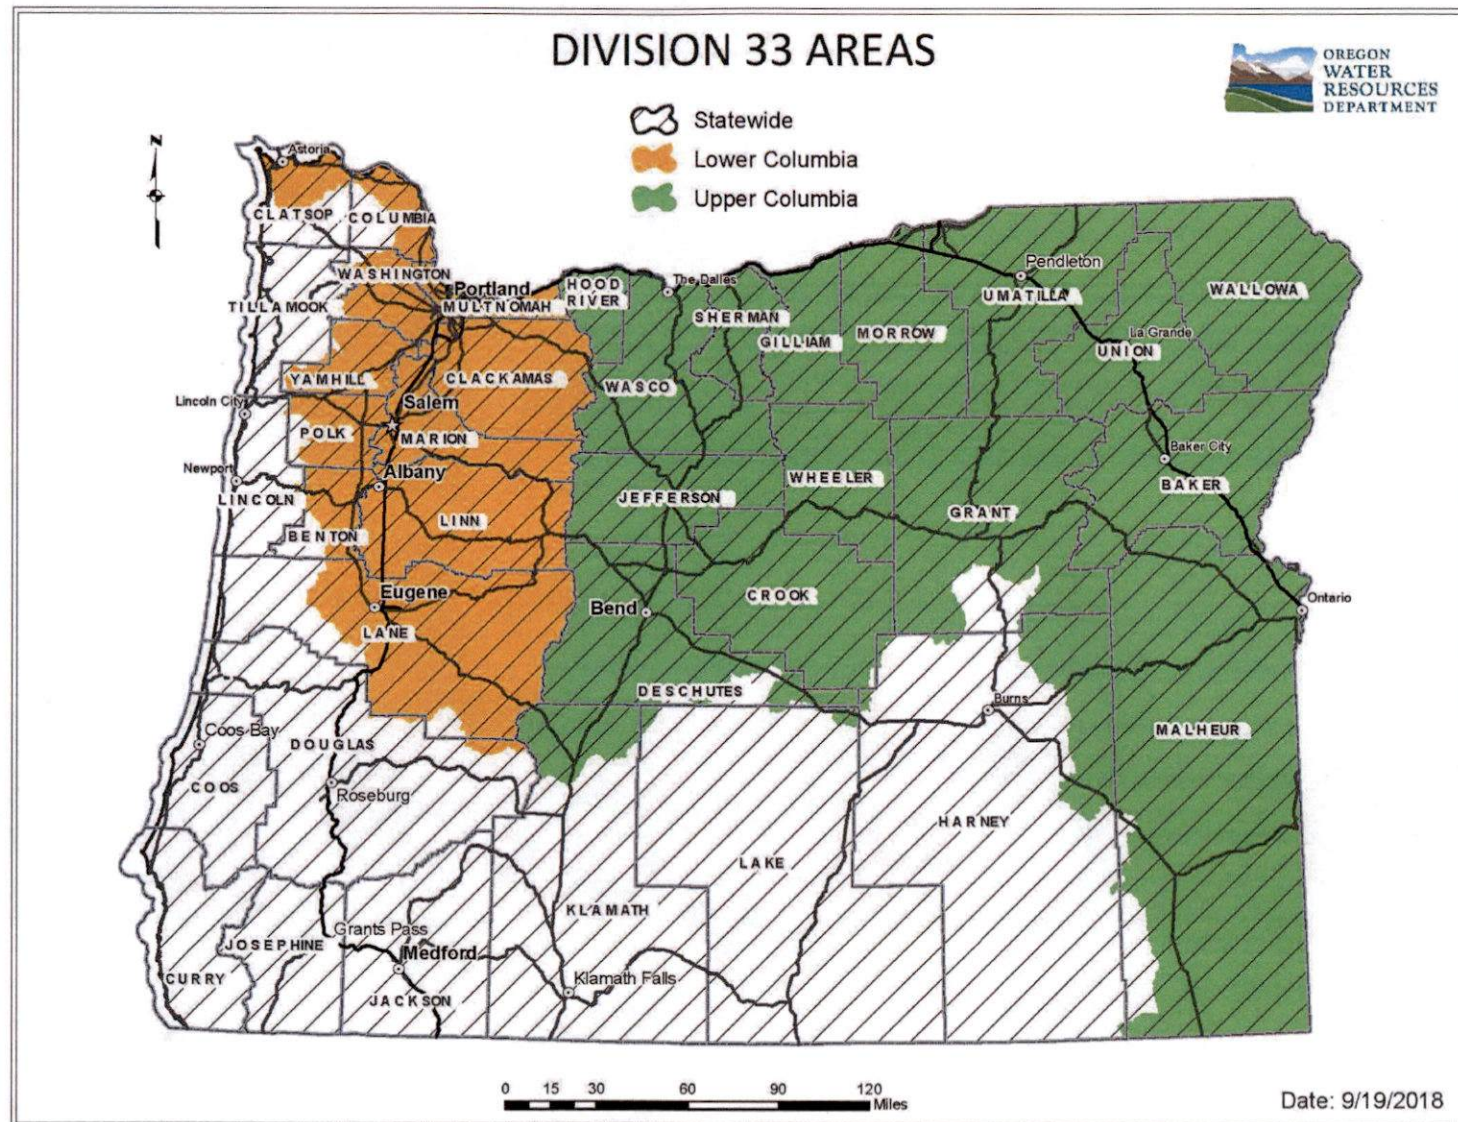 DIVISION 33 AREAS
OREGON
WATER
RESOURCES
DEPARTMENT
Statewide
Lower Columbia
Upper Columbia
N
Astoria
CLATSOP
COLUMBIA
WASHINGTON
Portland
MULTNOMAH
HOOD
RIVER
The Dalles
Pendleton
UMATILLA
WALLOWA
TILLAMOOK
SHERMAN
GILLIAM
MORROW
La Grande
UNION
YAMHILL
CLACKAMAS
WASCO
Lincoln City
Salem
POLK
MARION
Baker City
Newport
Albany
LINCOLN
JEFFERSON
WHEELER
BAKER
LINN
GRANT
BENTON
Eugene
Bend
CROOK
Ontario
LANE
DESCHUTES
Burns
Coos Bay
DOUGLAS
MALHEUR
COOS
Roseburg
HARNEY
LAKE
KLAMATH
Grants Pass
JOSEPHINE
Medford
CURRY
Klamath Falls
JACKSON
0 15 30 60 90 120
Miles
Date: 9/19/2018